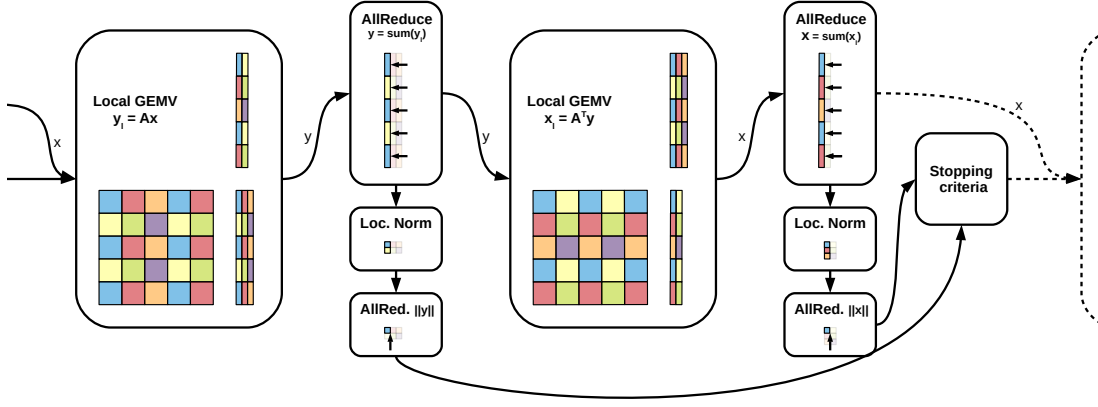 x
Local GEMV
y_l = Ax
y
AllReduce
y = sum(y_l)
Loc. Norm
AllRed. ||y||
y
Local GEMV
x_l = A^T y
x
AllReduce
x = sum(x_l)
Loc. Norm
AllRed. ||x||
Stopping
criteria
x